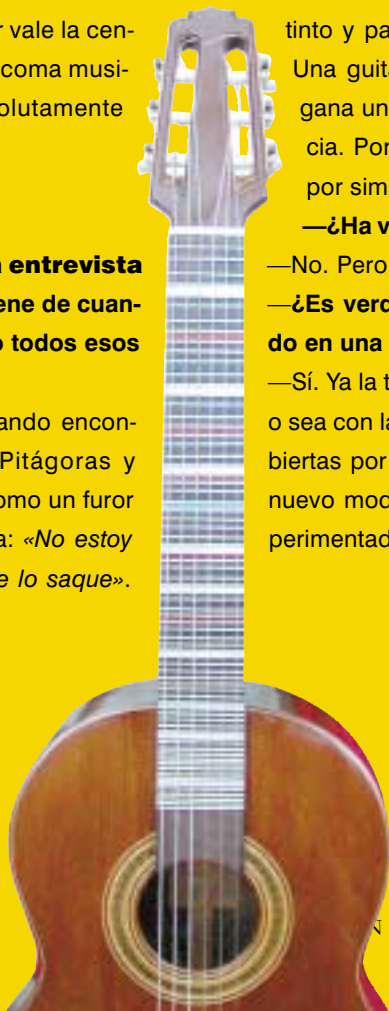 r vale la cen-
coma musi-
solutamente
entrevista
ene de cuan-
o todos esos
ando encon-
Pitágoras y
omo un furor
a: «No estoy
e lo saque».
tinto y pa
Una guit
gana un
cia. Por
por sim
—¿Ha v
—No. Pero
—¿Es verd
do en una
—Sí. Ya la t
o sea con la
biertas por
nuevo mod
perimentad
N